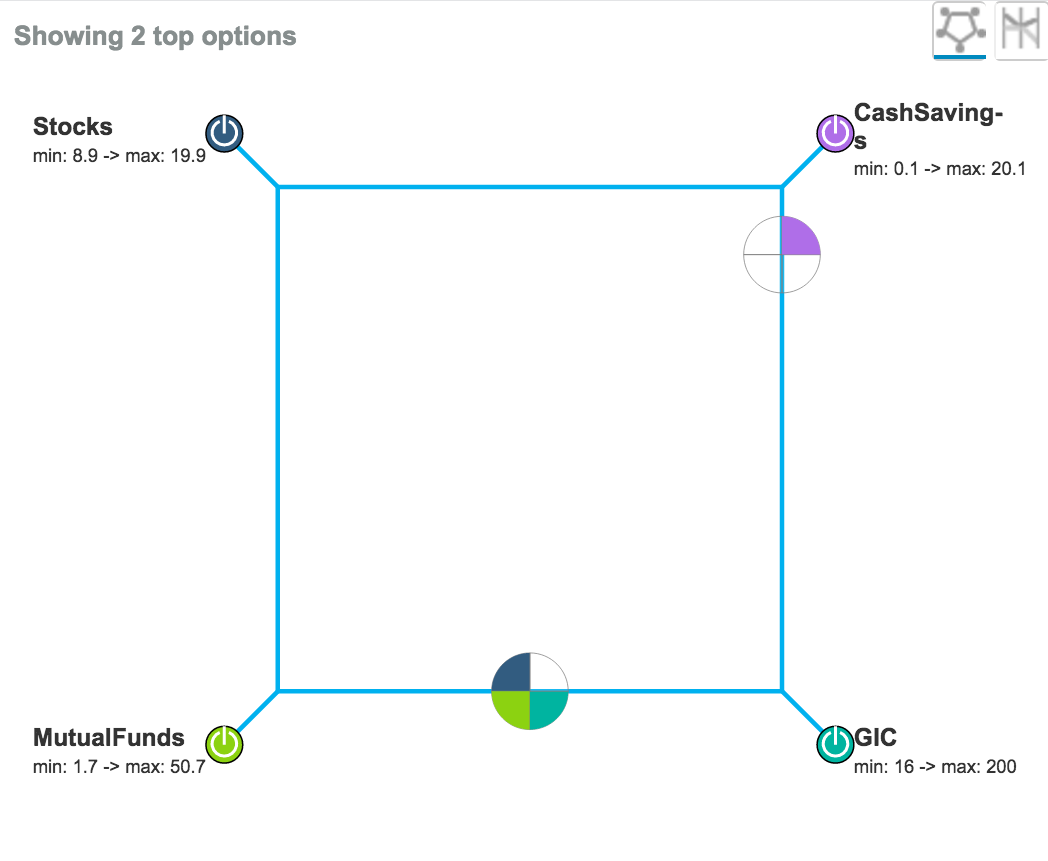 Showing 2 top options
Stocks
min: 8.9 -> max: 19.9
CashSaving-
s
min: 0.1 -> max: 20.1
MutualFunds
min: 1.7 -> max: 50.7
GIC
min: 16 -> max: 200